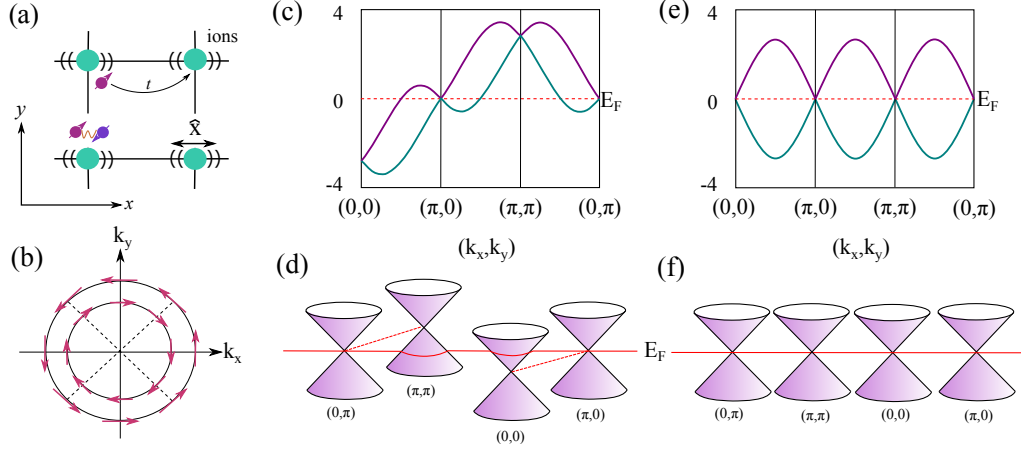 (a)
ions
t
y
X̂
x
(b)
k_y
k_x
(c)
4
0
E_F
-4
(0,0)
(π,0)
(π,π)
(0,π)
(k_x,k_y)
(d)
(0,π)
(π,π)
(0,0)
(π,0)
E_F
(e)
4
0
E_F
-4
(0,0)
(π,0)
(π,π)
(0,π)
(k_x,k_y)
(f)
(0,π)
(π,π)
(0,0)
(π,0)